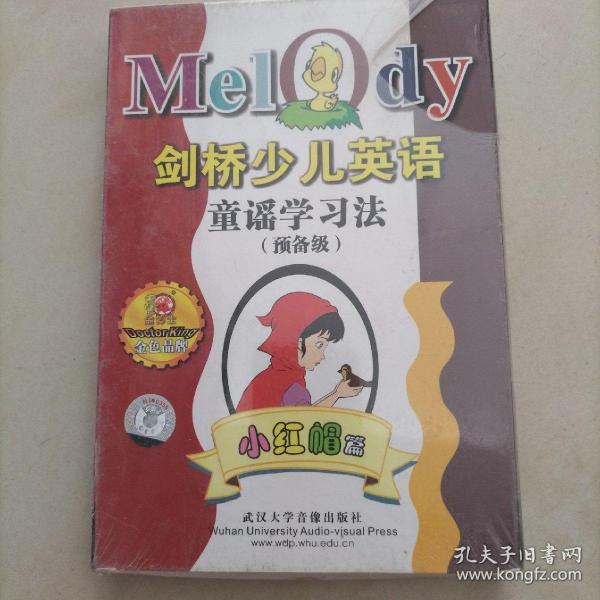 Melody
剑桥少儿英语
童谣学习法
（预备级）
Doctor King
金色品牌
小红帽篇
武汉大学音像出版社
Wuhan University Audio-visual Press
www.wdp.whu.edu.cn
孔夫子旧书网
www.kongfz.com